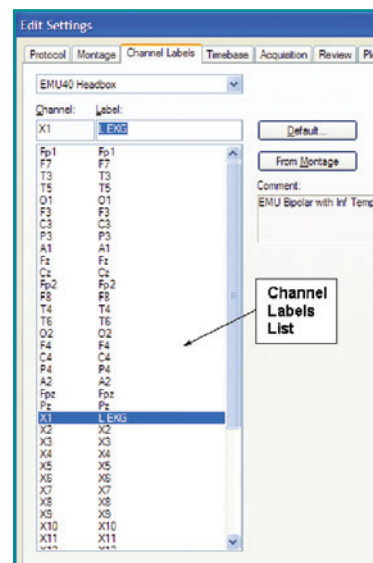 Edit Settings
Protocol Montage Channel Labels Timebase Acquisition Review
EMU40 Headbox
Channel: Label:
X1 L EKG
Default...
From Montage
Comment:
EMU Bipolar with Inf Temp
Fp1 Fp1
F7 F7
T3 T3
T5 T5
O1 O1
F3 F3
C3 C3
P3 P3
A1 A1
Fz Fz
Cz Cz
Fp2 Fp2
F8 F8
T4 T4
T6 T6
O2 O2
F4 F4
C4 C4
P4 P4
A2 A2
Fpz Fpz
Pz Pz
X1 L EKG
X2 X2
X3 X3
X4 X4
X5 X5
X6 X6
X7 X7
X8 X8
X9 X9
X10 X10
X11 X11
Channel
Labels
List